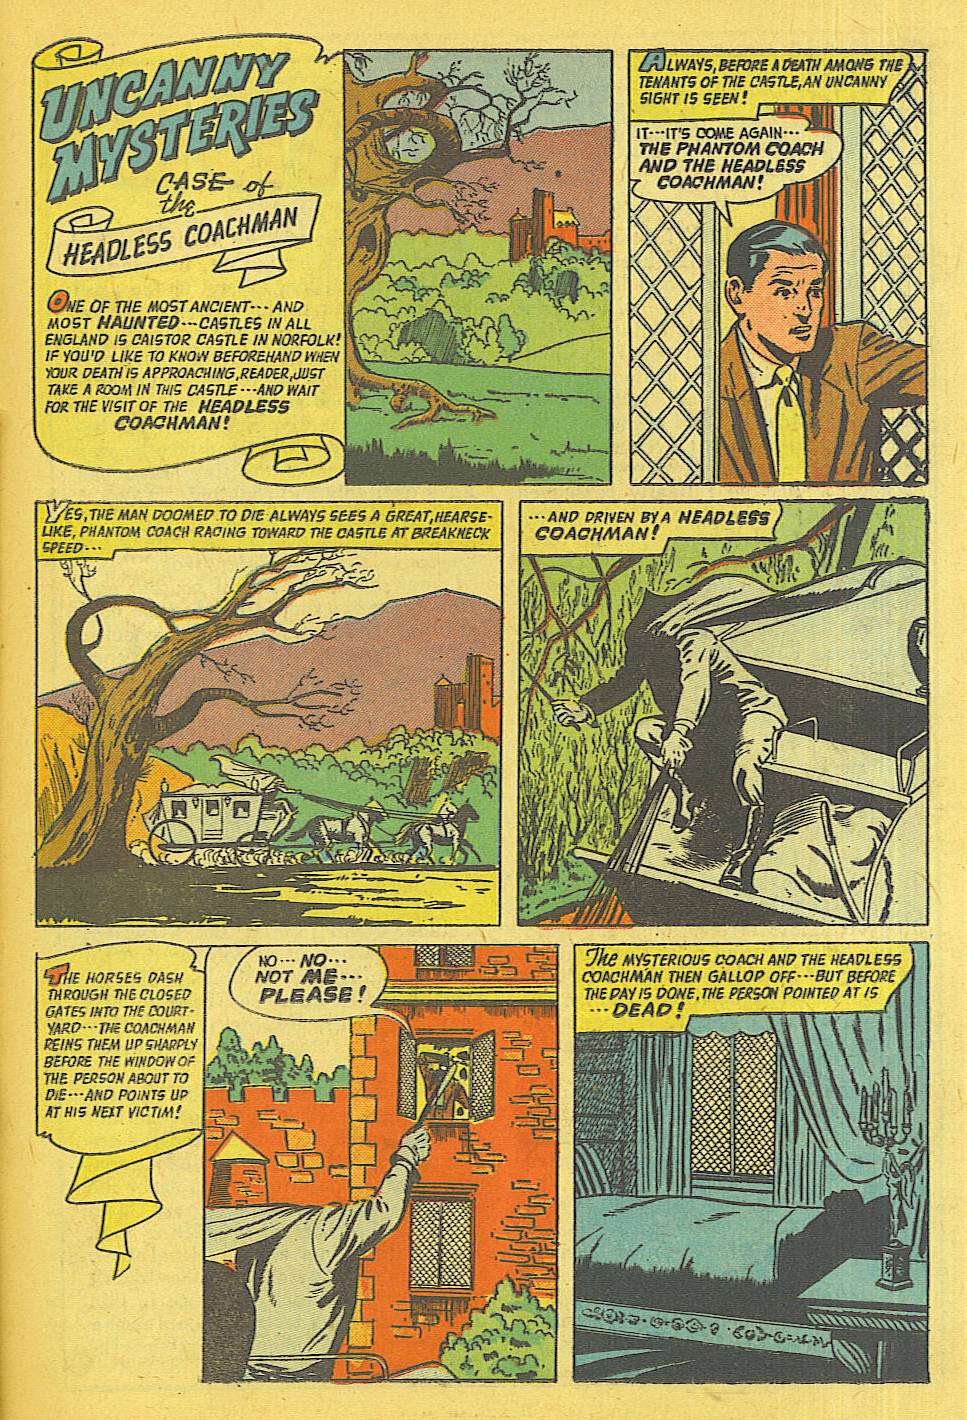 UNCANNY
MYSTERIES
CASE of
the
HEADLESS COACHMAN
ONE OF THE MOST ANCIENT---AND
MOST HAUNTED---CASTLES IN ALL
ENGLAND IS CAISTOR CASTLE IN NORFOLK!
IF YOU'D LIKE TO KNOW BEFOREHAND WHEN
YOUR DEATH IS APPROACHING, READER, JUST
TAKE A ROOM IN THIS CASTLE---AND WAIT
FOR THE VISIT OF THE HEADLESS
COACHMAN!
ALWAYS, BEFORE A DEATH AMONG THE
TENANTS OF THE CASTLE, AN UNCANNY
SIGHT IS SEEN!
IT---IT'S COME AGAIN---
THE PHANTOM COACH
AND THE HEADLESS
COACHMAN!
YES, THE MAN DOOMED TO DIE ALWAYS SEES A GREAT, HEARSE-
LIKE, PHANTOM COACH RACING TOWARD THE CASTLE AT BREAKNECK
SPEED---
---AND DRIVEN BY A HEADLESS
COACHMAN!
THE HORSES DASH
THROUGH THE CLOSED
GATES INTO THE COURT-
YARD---THE COACHMAN
REINS THEM UP SHARPLY
BEFORE THE WINDOW OF
THE PERSON ABOUT TO
DIE---AND POINTS UP
AT HIS NEXT VICTIM!
NO---NO---
NOT ME---
PLEASE!
The MYSTERIOUS COACH AND THE HEADLESS
COACHMAN THEN GALLOP OFF---BUT BEFORE
THE DAY IS DONE, THE PERSON POINTED AT IS
---DEAD!